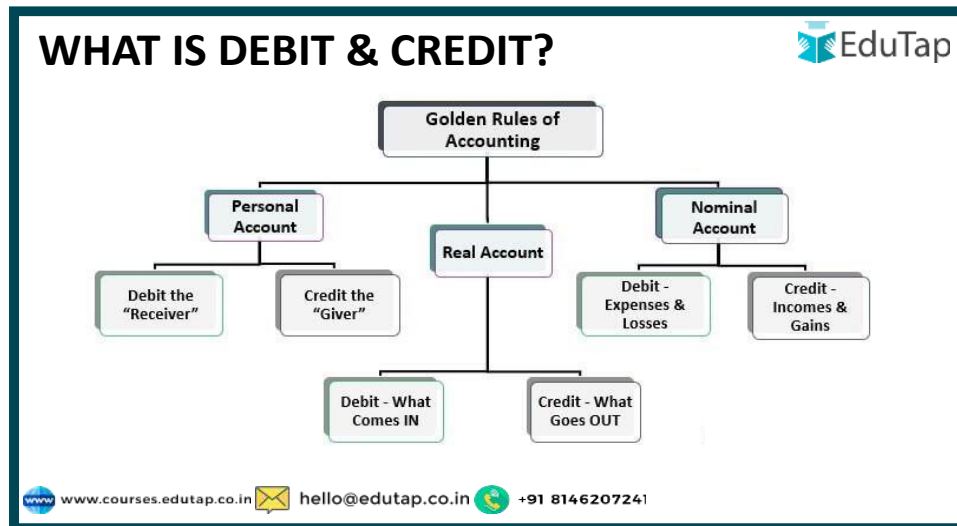 WHAT IS DEBIT & CREDIT?
EduTap
Golden Rules of
Accounting
Personal
Account
Real Account
Nominal
Account
Debit the
“Receiver”
Credit the
“Giver”
Debit -
Expenses &
Losses
Credit -
Incomes &
Gains
Debit - What
Comes IN
Credit - What
Goes OUT
www www.courses.edutap.co.in hello@edutap.co.in +91 8146207241